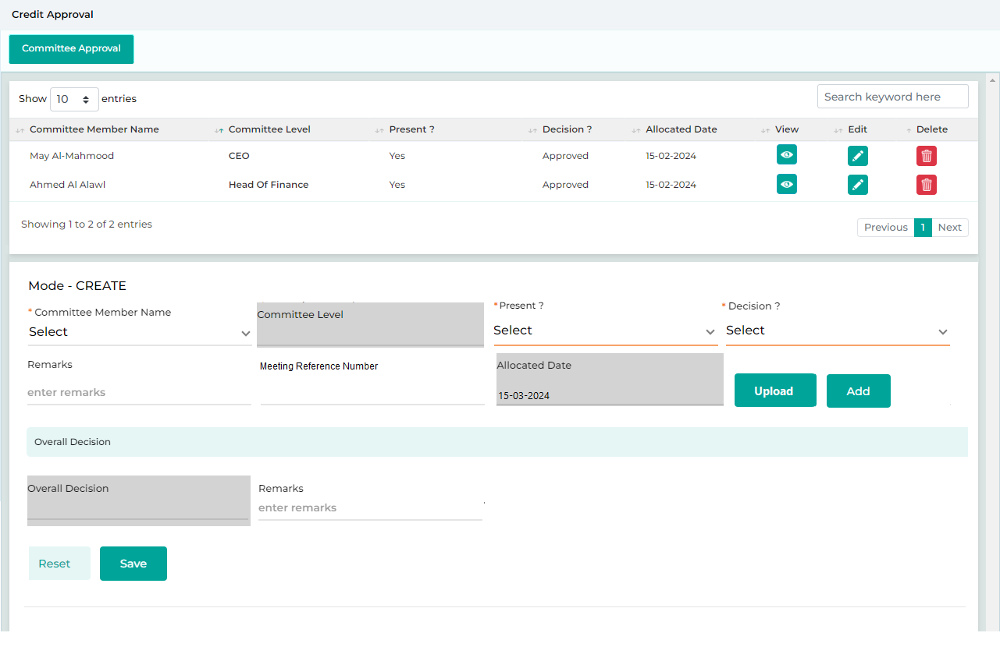 Credit Approval
Committee Approval
Show 10 entries Search keyword here
Committee Member Name Committee Level Present ? Decision ? Allocated Date View Edit Delete
May Al-Mahmood CEO Yes Approved 15-02-2024
Ahmed Al Alawl Head Of Finance Yes Approved 15-02-2024
Showing 1 to 2 of 2 entries Previous 1 Next
Mode - CREATE
* Committee Member Name Committee Level * Present ? * Decision ?
Select Select Select
Remarks Meeting Reference Number Allocated Date
enter remarks 15-03-2024 Upload Add
Overall Decision
Overall Decision Remarks
enter remarks
Reset Save